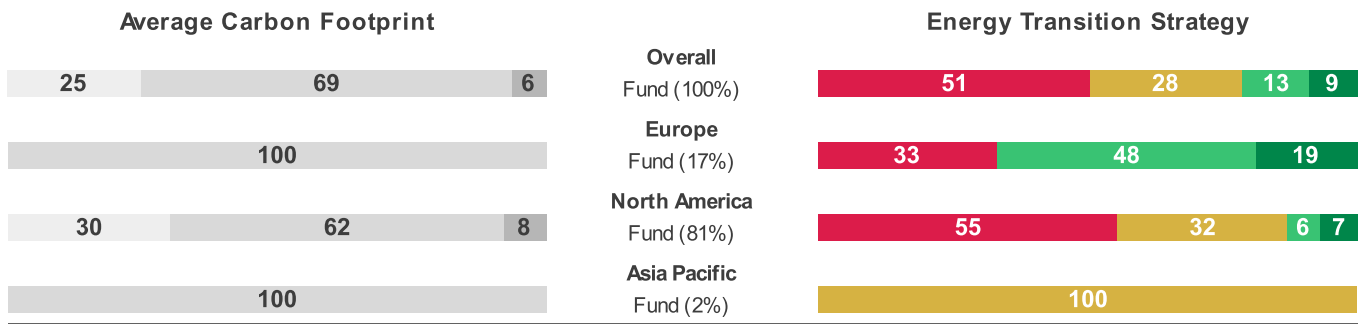 Average Carbon Footprint
Energy Transition Strategy
Overall
25 69 6
Fund (100%)
51 28 13 9
Europe
100
Fund (17%)
33 48 19
North America
30 62 8
Fund (81%)
55 32 6 7
Asia Pacific
100
Fund (2%)
100